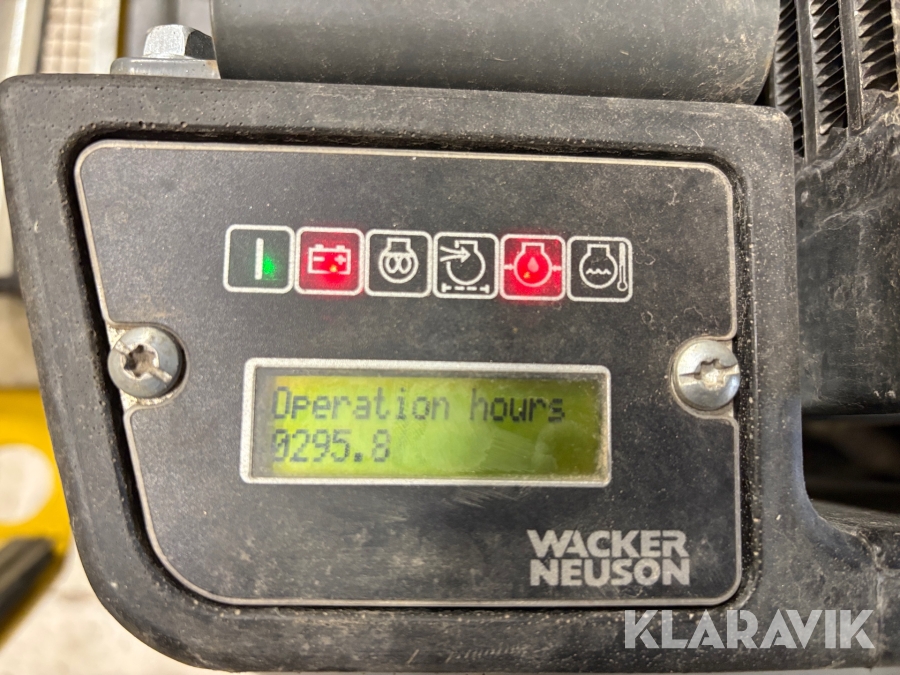 Operation hours
0295.8
WACKER
NEUSON
KLARAVIK